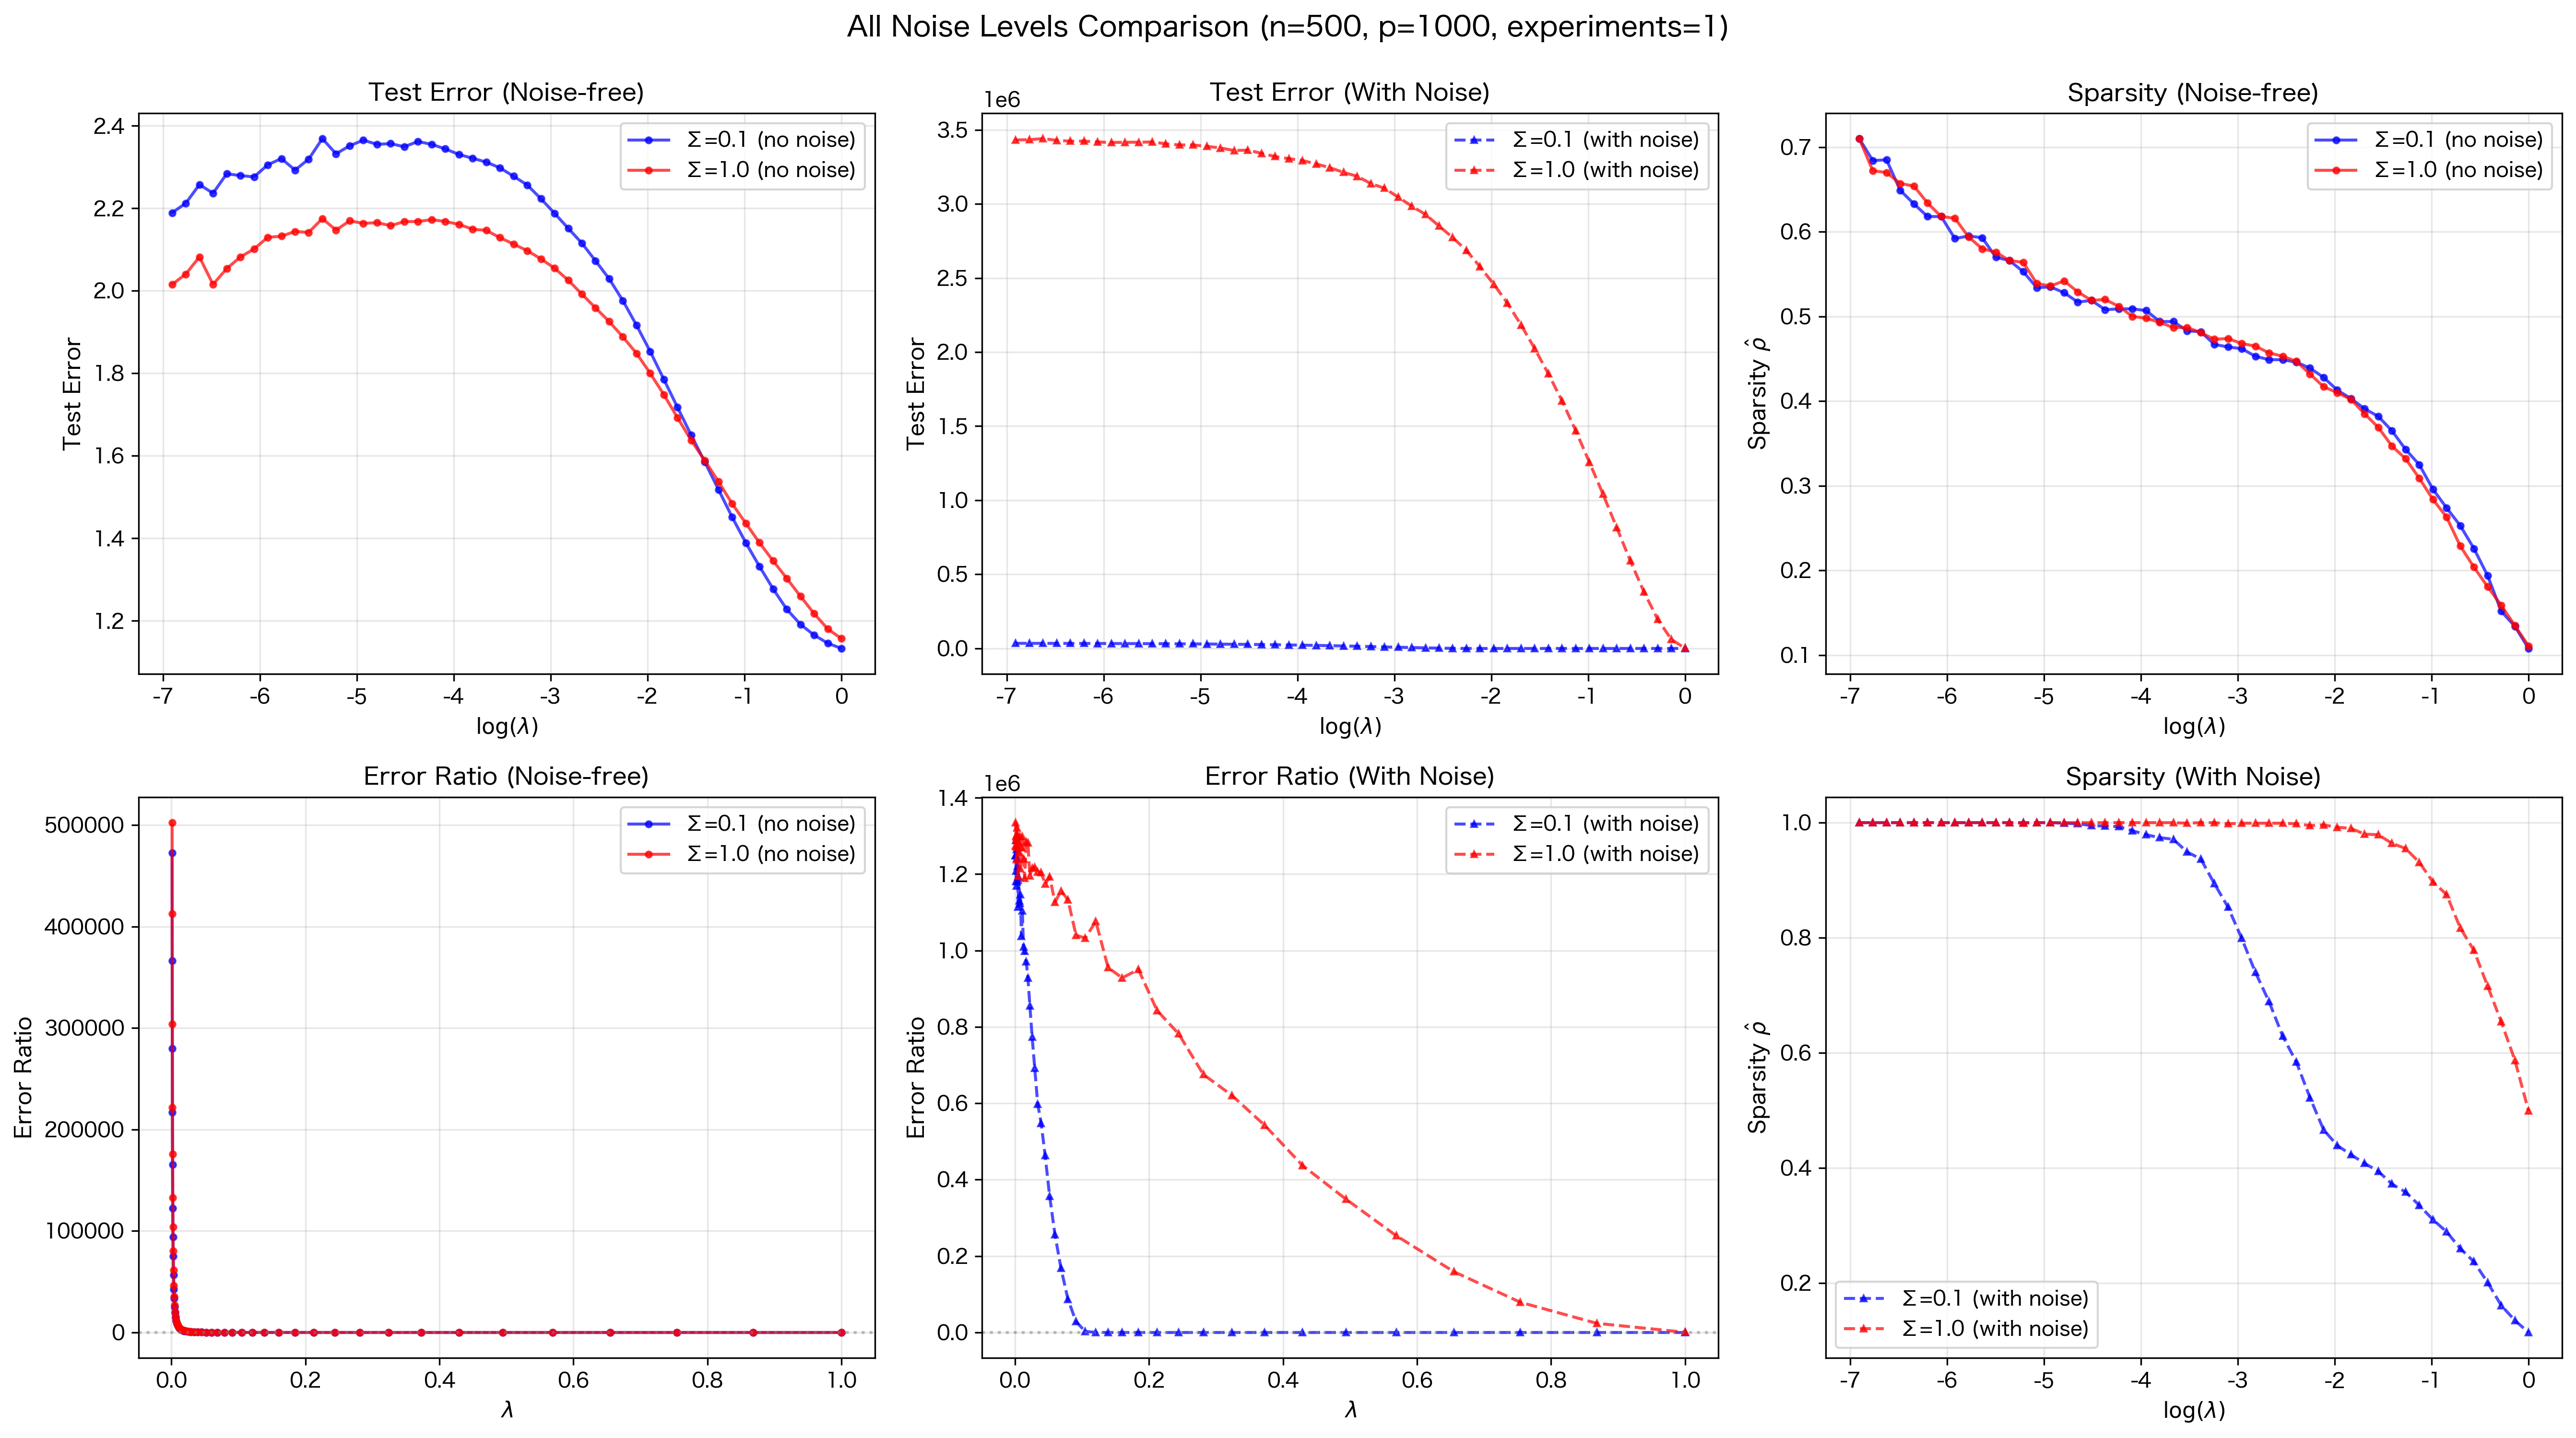 All Noise Levels Comparison (n=500, p=1000, experiments=1)
Test Error (Noise-free)
Test Error
2.4
2.2
2.0
1.8
1.6
1.4
1.2
Σ=0.1 (no noise)
Σ=1.0 (no noise)
-7 -6 -5 -4 -3 -2 -1 0
log(λ)
Test Error (With Noise)
1e6
Test Error
3.5
3.0
2.5
2.0
1.5
1.0
0.5
0.0
Σ=0.1 (with noise)
Σ=1.0 (with noise)
-7 -6 -5 -4 -3 -2 -1 0
log(λ)
Sparsity (Noise-free)
Sparsity ρ̂
0.7
0.6
0.5
0.4
0.3
0.2
0.1
Σ=0.1 (no noise)
Σ=1.0 (no noise)
-7 -6 -5 -4 -3 -2 -1 0
log(λ)
Error Ratio (Noise-free)
Error Ratio
500000
400000
300000
200000
100000
0
Σ=0.1 (no noise)
Σ=1.0 (no noise)
0.0 0.2 0.4 0.6 0.8 1.0
λ
Error Ratio (With Noise)
1e6
Error Ratio
1.4
1.2
1.0
0.8
0.6
0.4
0.2
0.0
Σ=0.1 (with noise)
Σ=1.0 (with noise)
0.0 0.2 0.4 0.6 0.8 1.0
λ
Sparsity (With Noise)
Sparsity ρ̂
1.0
0.8
0.6
0.4
0.2
Σ=0.1 (with noise)
Σ=1.0 (with noise)
-7 -6 -5 -4 -3 -2 -1 0
log(λ)